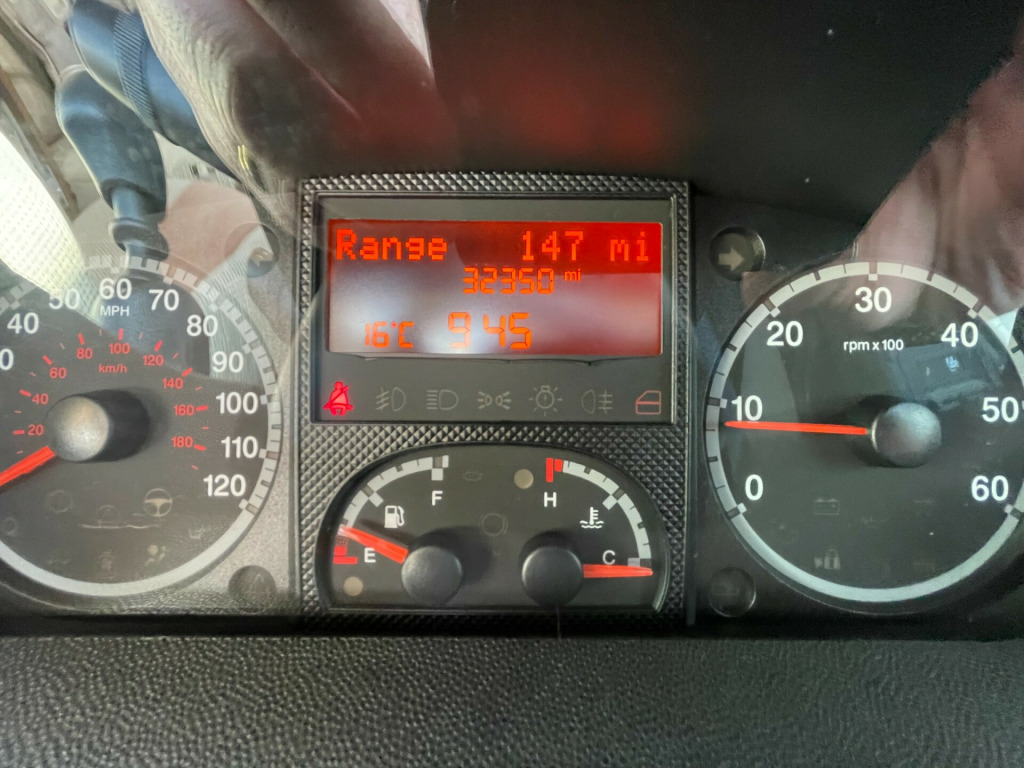 Range 147 mi
32350 mi
16°C 9 45
40 50 60 70 80 90 100 110 120
MPH
20 40 60 80 100 120 140 160 180
km/h
0 10 20 30 40 50 60
rpm x 100
F
E
H
C